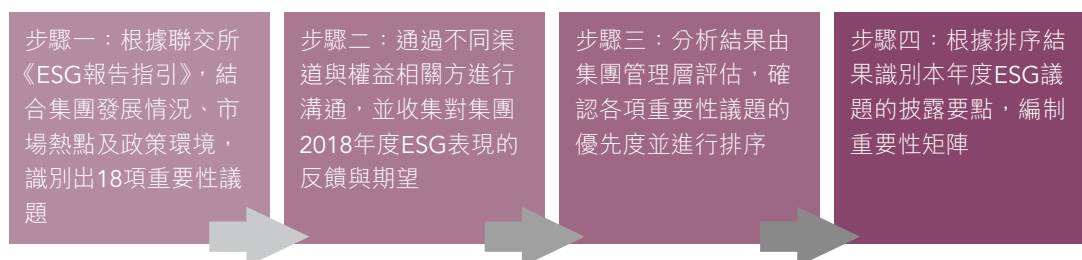 步驟一：根據聯交所
《ESG報告指引》，結
合集團發展情況、市
場熱點及政策環境，
識別出18項重要性議
題
步驟二：通過不同渠
道與權益相關方進行
溝通，並收集對集團
2018年度ESG表現的
反饋與期望
步驟三：分析結果由
集團管理層評估，確
認各項重要性議題的
優先度並進行排序
步驟四：根據排序結
果識別本年度ESG議
題的披露要點，編制
重要性矩陣